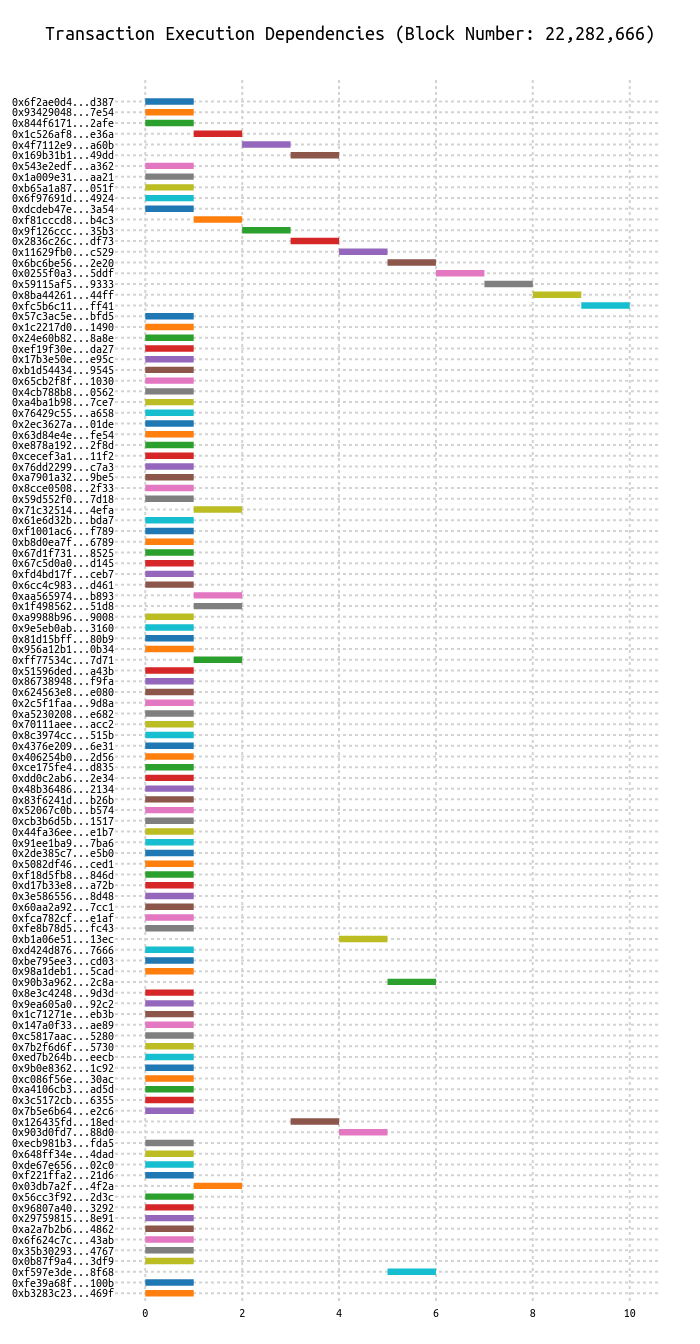 Transaction Execution Dependencies (Block Number: 22,282,666)
0x6f2ae0d4...d387
0x93429048...7e54
0x844f6171...2afe
0x1c526af8...e36a
0x4f7112e9...a60b
0x169b31b1...49dd
0x543e2edf...a362
0x1a009e31...aa21
0xb65a1a87...051f
0x6f97691d...4924
0xdcdeb47e...3a54
0xf81cccd8...b4c3
0x9f126ccc...35b3
0x2836c26c...df73
0x11629fb0...c529
0x6bc6be56...2e20
0x0255f0a3...5ddf
0x59115af5...9333
0x8ba44261...44ff
0xfc5b6c11...ff41
0x57c3ac5e...bfd5
0x1c2217d0...1490
0x24e60b82...8a8e
0xef19f30e...da27
0x17b3e50e...e95c
0xb1d54434...9545
0x65cb2f8f...1030
0x4cb788b8...0562
0xa4ba1b98...7ce7
0x76429c55...a658
0x2ec3627a...01de
0x63d84e4e...fe54
0xe878a192...2f8d
0xcecef3a1...11f2
0x76dd2299...c7a3
0xa7901a32...9be5
0x8cce0508...2f33
0x59d552f0...7d18
0x71c32514...4efa
0x61e6d32b...bda7
0xf1001ac6...f789
0xb8d0ea7f...6789
0x67d1f731...8525
0x67c5d0a0...d145
0xfd4bd17f...ceb7
0x6cc4c983...d461
0xaa565974...b893
0x1f498562...51d8
0xa9988b96...9008
0x9e5eb0ab...3160
0x81d15bff...80b9
0x956a12b1...0b34
0xff77534c...7d71
0x51596ded...a43b
0x86738948...f9fa
0x624563e8...e080
0x2c5f1faa...9d8a
0xa5230208...e682
0x70111aee...acc2
0x8c3974cc...515b
0x4376e209...6e31
0x406254b0...2d56
0xce175fe4...d835
0xdd0c2ab6...2e34
0x48b36486...2134
0x83f6241d...b26b
0x52067c0b...b574
0xcb3b6d5b...1517
0x44fa36ee...e1b7
0x91ee1ba9...7ba6
0x2de385c7...e5b0
0x5082df46...ced1
0xf18d5fb8...846d
0xd17b33e8...a72b
0x3e586556...8d48
0x60aa2a92...7cc1
0xfca782cf...e1af
0xfe8b78d5...fc43
0xb1a06e51...13ec
0xd424d876...7666
0xbe795ee3...cd03
0x98a1deb1...5cad
0x90b3a962...2c8a
0x8e3c4248...9d3d
0x9ea605a0...92c2
0x1c71271e...eb3b
0x147a0f33...ae89
0xc5817aac...5280
0x7b2f6d6f...5730
0xed7b264b...eecb
0x9b0e8362...1c92
0xc086f56e...30ac
0xa4106cb3...ad5d
0x3c5172cb...6355
0x7b5e6b64...e2c6
0x126435fd...18ed
0x903d0fd7...88d0
0xecb981b3...fda5
0x648ff34e...4dad
0xde67e656...02c0
0xf221ffa2...21d6
0x03db7a2f...4f2a
0x56cc3f92...2d3c
0x96807a40...3292
0x29759815...8e91
0xa2a7b2b6...4862
0x6f624c7c...43ab
0x35b30293...4767
0x0b87f9a4...3df9
0xf597e3de...8f68
0xfe39a68f...100b
0xb3283c23...469f
0 2 4 6 8 10